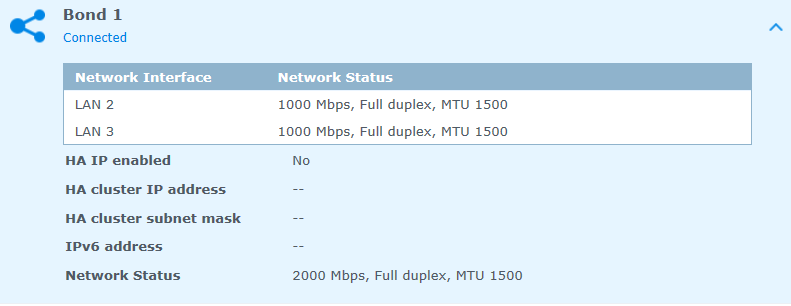 Bond 1
Connected
Network Interface Network Status
LAN 2 1000 Mbps, Full duplex, MTU 1500
LAN 3 1000 Mbps, Full duplex, MTU 1500
HA IP enabled No
HA cluster IP address --
HA cluster subnet mask --
IPv6 address --
Network Status 2000 Mbps, Full duplex, MTU 1500